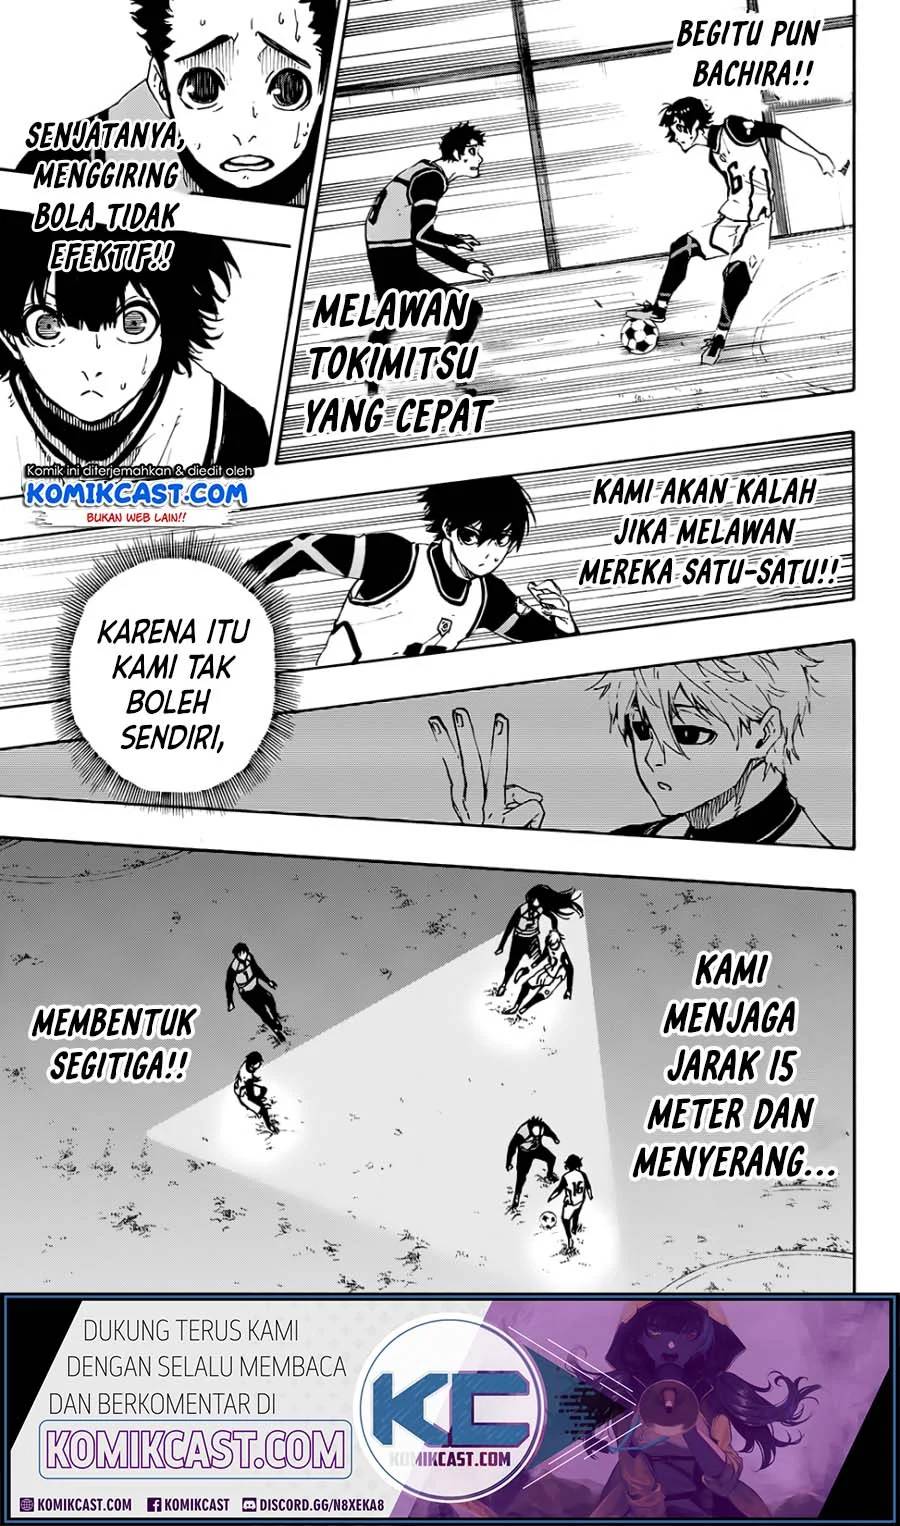 BEGITU PUN
BACHIRA!!
MELAWAN
TOKIMITSU
YANG CEPAT
SENJATANYA,
MENGGIRING
BOLA TIDAK
EFEKTIF!!
Komik ini diterjemahkan & diedit oleh
KOMIKCAST.COM
BUKAN WEB LAIN!!
KAMI AKAN KALAH
JIKA MELAWAN
MEREKA SATU-SATU!!
KARENA ITU
KAMI TAK
BOLEH
SENDIRI,
KAMI
MENJAGA
JARAK 15
METER DAN
MENYERANG...
MEMBENTUK
SEGITIGA!!
6
16
DUKUNG TERUS KAMI
DENGAN SELALU MEMBACA
DAN BERKOMENTAR DI
KOMIKCAST.COM
KC
KOMIKCAST.COM
KOMIKCAST.COM
KOMIKCAST
DISCORD.GG/N8XEKA8